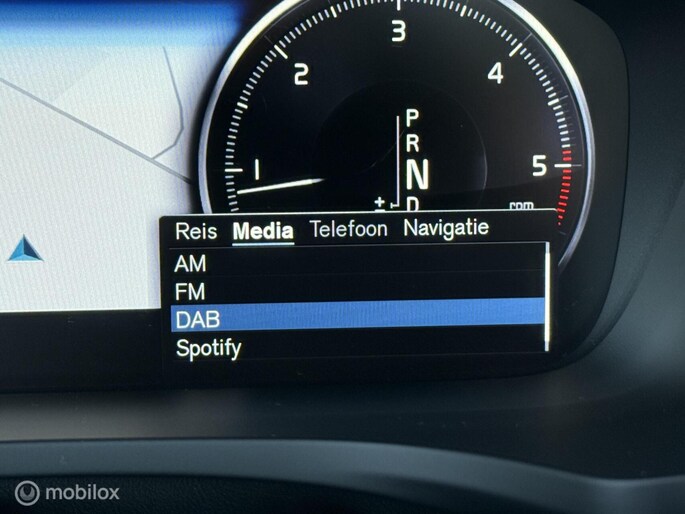 3
2
4
P
R
1
N
5
±
D
rpm
Reis Media Telefoon Navigatie
AM
FM
DAB
Spotify
mobilox